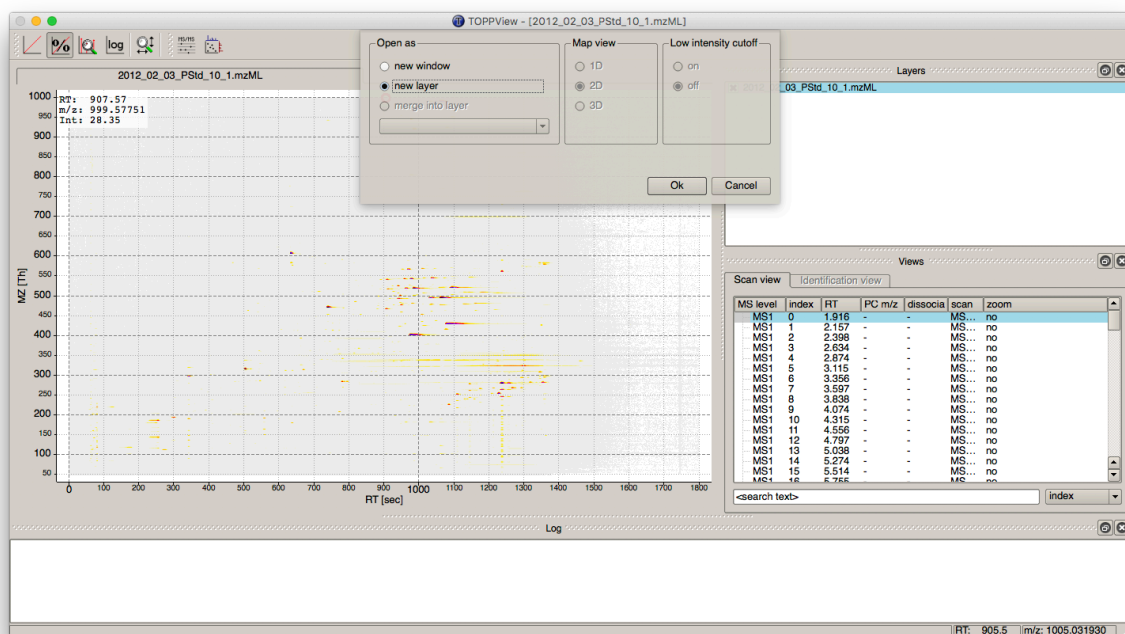 TOPPView - [2012_02_03_PStd_10_1.mzML]
% log MS/MS
Open as
new window
new layer
merge into layer
Map view
1D
2D
3D
Low intensity cutoff
on
off
Ok Cancel
2012_02_03_PStd_10_1.mzML
RT: 907.57
m/z: 999.57751
Int: 28.35
MZ [Th]
1000
950
900
850
800
750
700
650
600
550
500
450
400
350
300
250
200
150
100
50
0 100 200 300 400 500 600 700 800 900 1000 1100 1200 1300 1400 1500 1600 1700 1800
RT [sec]
Layers
_03_PStd_10_1.mzML
Views
Scan view Identification view
MS level index RT PC m/z dissocia scan zoom
MS1 0 1.916 - - MS... no
MS1 1 2.157 - - MS... no
MS1 2 2.398 - - MS... no
MS1 3 2.634 - - MS... no
MS1 4 2.874 - - MS... no
MS1 5 3.115 - - MS... no
MS1 6 3.356 - - MS... no
MS1 7 3.597 - - MS... no
MS1 8 3.838 - - MS... no
MS1 9 4.074 - - MS... no
MS1 10 4.315 - - MS... no
MS1 11 4.556 - - MS... no
MS1 12 4.797 - - MS... no
MS1 13 5.038 - - MS... no
MS1 14 5.274 - - MS... no
MS1 15 5.514 - - MS... no
MS1 16 5.755 - - MS... no
<search text> index
Log
RT: 905.5 m/z: 1005.031930